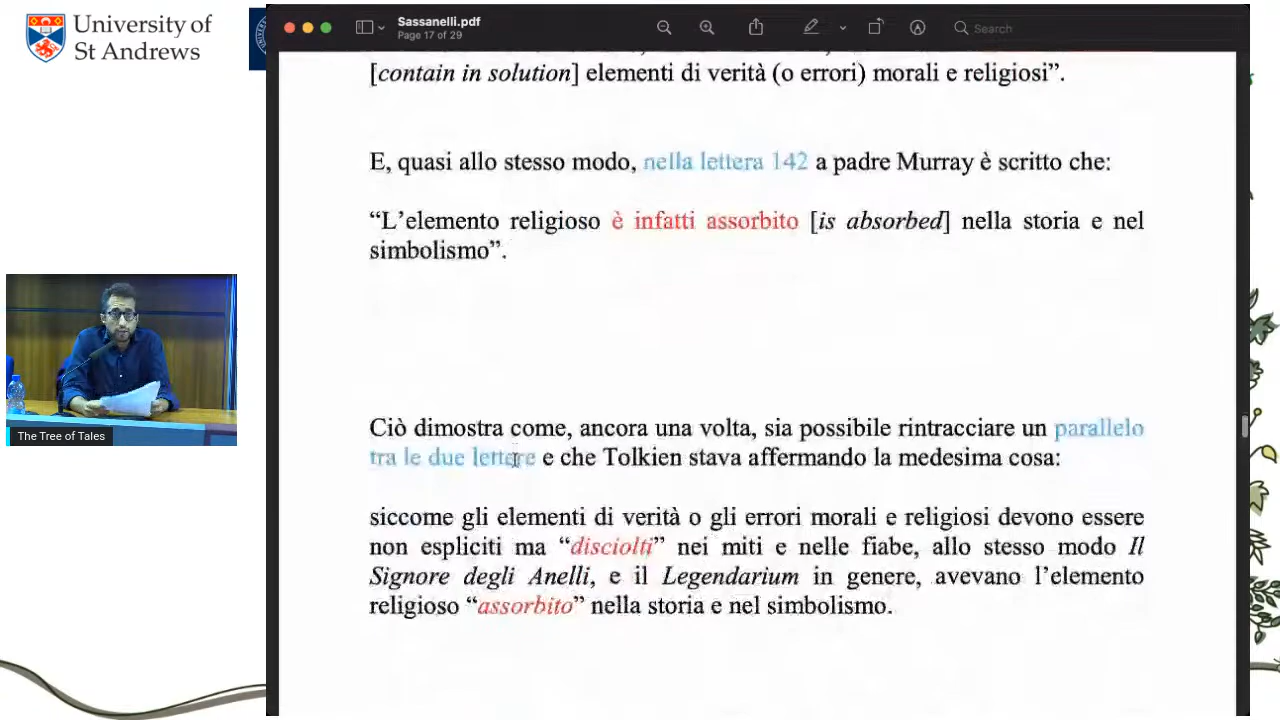 University of
St Andrews
Sassanelli.pdf
Page 17 of 29
Search
[contain in solution] elementi di verità (o errori) morali e religiosi”.
E, quasi allo stesso modo, nella lettera 142 a padre Murray è scritto che:
“L’elemento religioso è infatti assorbito [is absorbed] nella storia e nel
simbolismo”.
Ciò dimostra come, ancora una volta, sia possibile rintracciare un parallelo
tra le due lettere e che Tolkien stava affermando la medesima cosa:
siccome gli elementi di verità o gli errori morali e religiosi devono essere
non espliciti ma “disciolti” nei miti e nelle fiabe, allo stesso modo Il
Signore degli Anelli, e il Legendarium in genere, avevano l’elemento
religioso “assorbito” nella storia e nel simbolismo.
The Tree of Tales